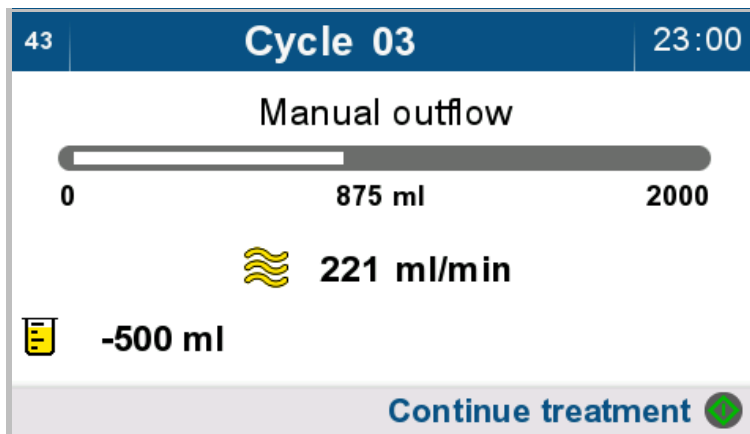 43 Cycle 03 23:00
Manual outflow
0 875 ml 2000
221 ml/min
-500 ml
Continue treatment